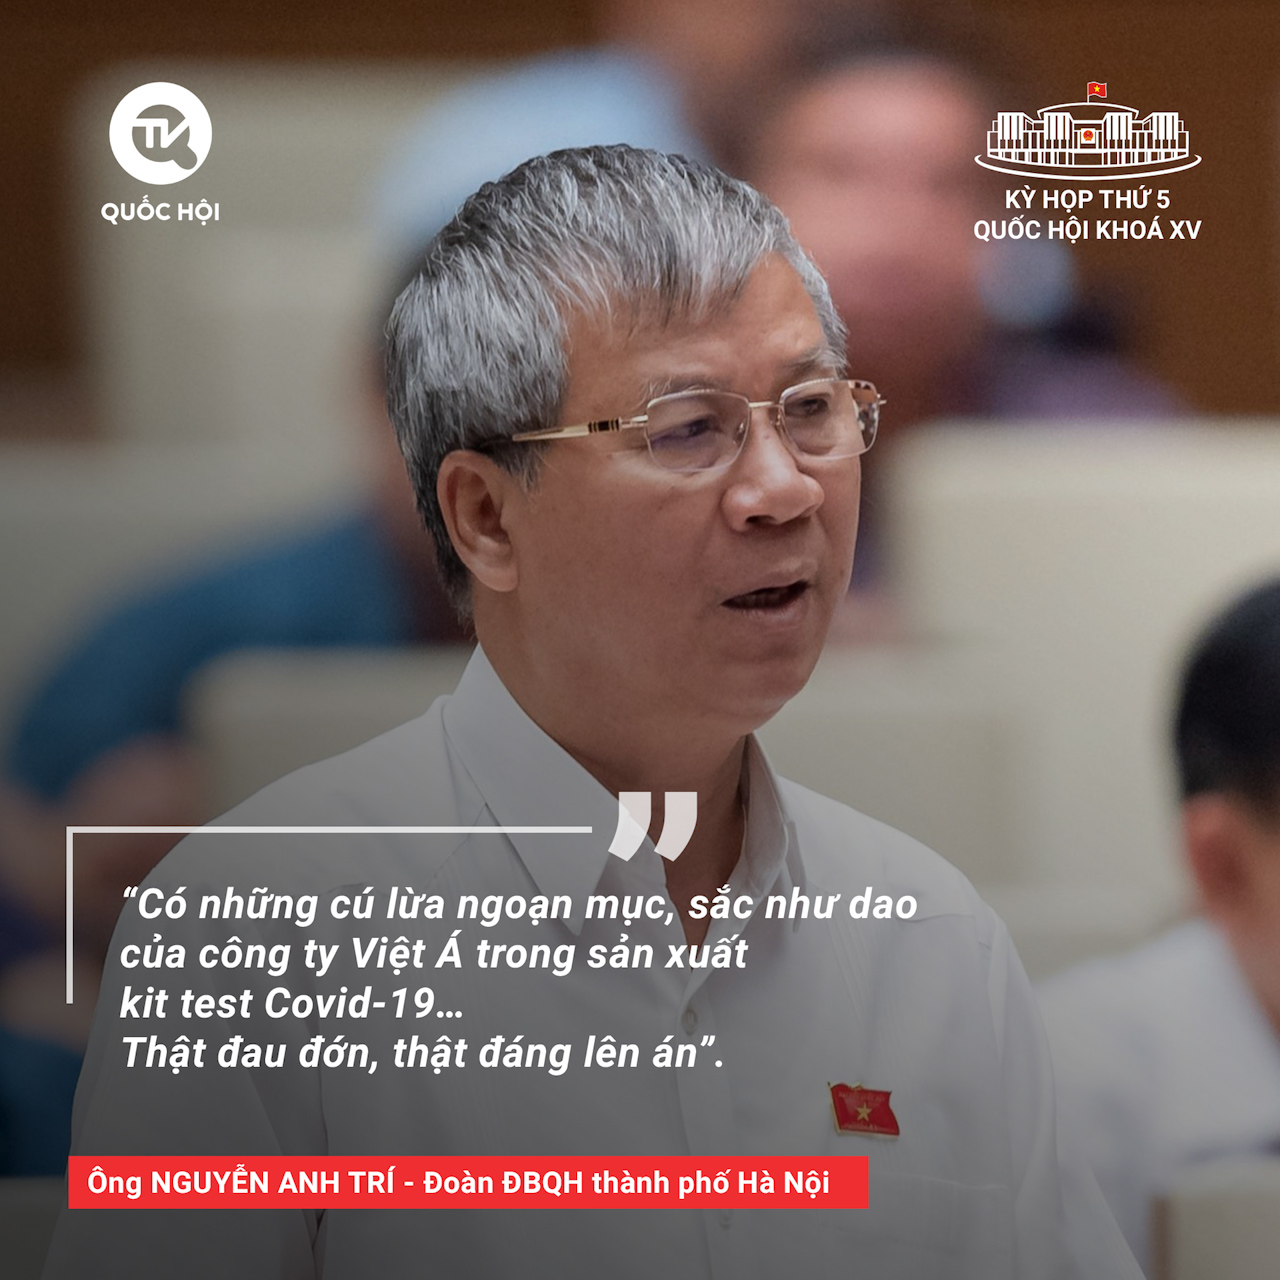 TV
QUỐC HỘI
KỲ HỌP THỨ 5
QUỐC HỘI KHOÁ XV
“Có những cú lừa ngoạn mục, sắc như dao
của công ty Việt Á trong sản xuất
kit test Covid-19...
Thật đau đớn, thật đáng lên án”.
Ông NGUYỄN ANH TRÍ - Đoàn ĐBQH thành phố Hà Nội